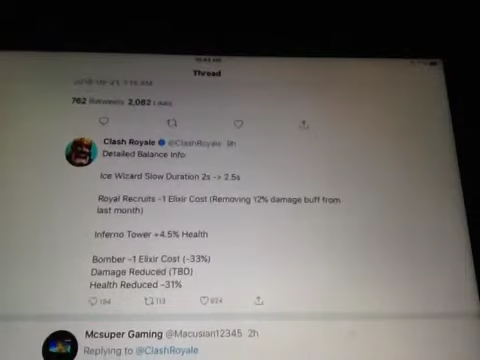 Thread
762 Retweets 2,082 Likes
Clash Royale @ClashRoyale 9h
Detailed Balance Info:
Ice Wizard Slow Duration 2s -> 2.5s
Royal Recruits -1 Elixir Cost (Removing 12% damage buff from
last month)
Inferno Tower +4.5% Health
Bomber -1 Elixir Cost (-33%)
Damage Reduced (TBD)
Health Reduced -31%
194 113 824
Mcsuper Gaming @Macusian12345 2h
Replying to @ClashRoyale